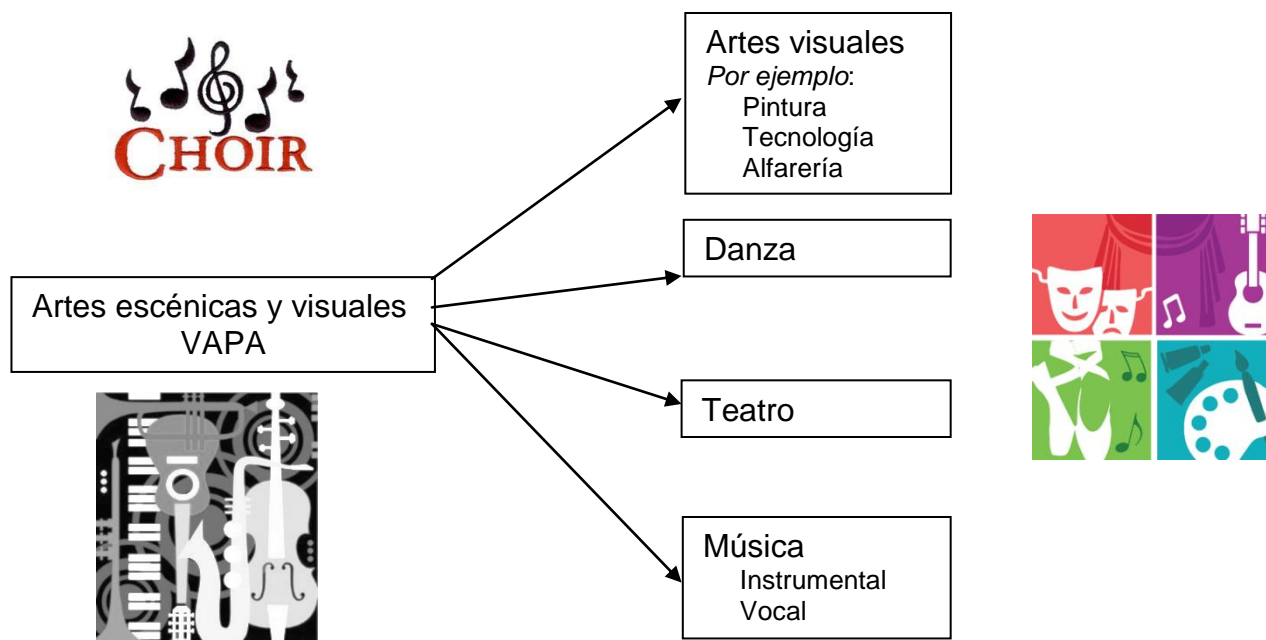 CHOIR
Artes escénicas y visuales
VAPA
Artes visuales
Por ejemplo:
Pintura
Tecnología
Alfarería
Danza
Teatro
Música
Instrumental
Vocal